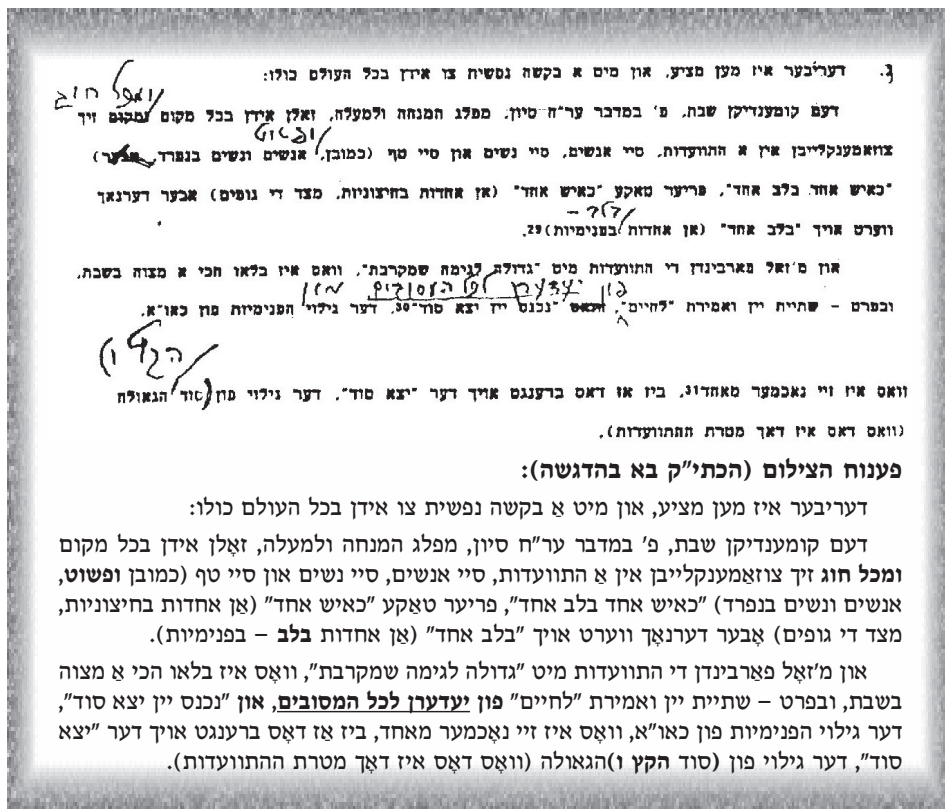 ג. דעריבער איז מען מציע, און מיט א בקשה נפשית צו אידן בכל העולם כולו:
ומכל חוג
דעם קומענדיקן שבת, פ' במדבר ער"ח סיון, מפלג המנחה ולמעלה, זאלן אידן בכל מקום ומקום זיך
ופשוט
צוזאמענקלייבן אין א התוועדות, סיי אנשים, סיי נשים און סיי טף (כמובן, אנשים ונשים בנפרד, אבער)
"כאיש אחד בלב אחד", פריער טאקע "כאיש אחד" (אן אחדות בחיצוניות, מצד די גופים) אבער דערנאך
בלב –
ווערט אויך "בלב אחד" (אן אחדות בפנימיות)29.
און מ'זאל פארבינדן די התוועדות מיט "גדולה לגימה שמקרבת", וואס איז בלאו הכי א מצוה בשבת,
פון יעדערן לכל המסובים, און
ובפרט – שתיית יין ואמירת "לחיים", "נכנס יין יצא סוד"30, דער גילוי הפנימיות פון כאו"א,
הקץ ו
וואס איז זיי נאכמער מאחד31, ביז אז דאס ברענגט אויך דער "יצא סוד", דער גילוי פון (סוד הגאולה
(וואס דאס איז דאך מטרת ההתוועדות).
פענוח הצילום (הכתי"ק בא בהדגשה):
דעריבער איז מען מציע, און מיט אַ בקשה נפשית צו אידן בכל העולם כולו:
דעם קומענדיקן שבת, פ' במדבר ער"ח סיון, מפלג המנחה ולמעלה, זאָלן אידן בכל מקום
ומכל חוג זיך צוזאַמענקלייבן אין אַ התוועדות, סיי אנשים, סיי נשים און סיי טף (כמובן ופשוט,
אנשים ונשים בנפרד) "כאיש אחד בלב אחד", פריער טאַקע "כאיש אחד" (אַן אחדות בחיצוניות,
מצד די גופים) אָבער דערנאָך ווערט אויך "בלב אחד" (אַן אחדות בלב – בפנימיות).
און מ'זאָל פאַרבינדן די התוועדות מיט "גדולה לגימה שמקרבת", וואָס איז בלאו הכי אַ מצוה
בשבת, ובפרט – שתיית יין ואמירת "לחיים" פון יעדערן לכל המסובים, און "נכנס יין יצא סוד",
דער גילוי הפנימיות פון כאו"א, וואָס איז זיי נאָכמער מאחד, ביז אַז דאָס ברענגט אויך דער "יצא
סוד", דער גילוי פון (סוד הקץ ו)הגאולה (וואָס דאָס איז דאָך מטרת ההתוועדות).